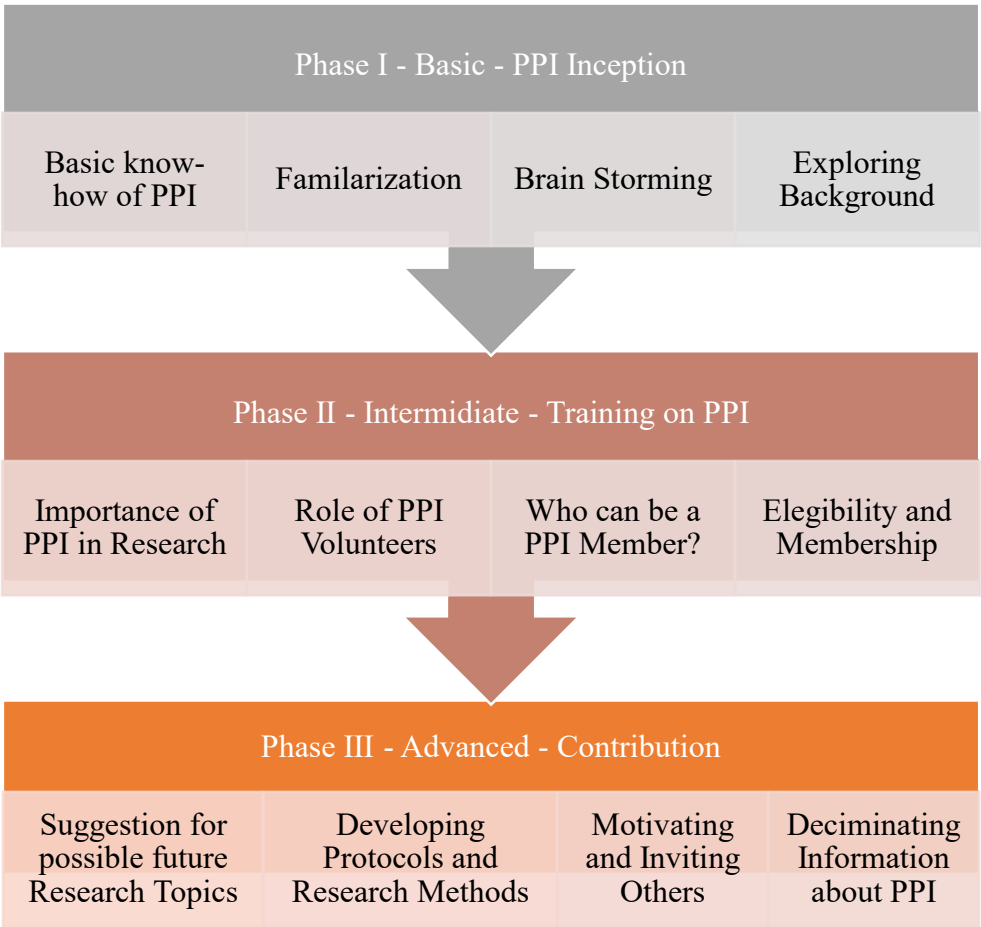 Phase I - Basic - PPI Inception
Basic know-
how of PPI
Familarization
Brain Storming
Exploring
Background
Phase II - Intermidiate - Training on PPI
Importance of
PPI in Research
Role of PPI
Volunteers
Who can be a
PPI Member?
Elegibility and
Membership
Phase III - Advanced - Contribution
Suggestion for
possible future
Research Topics
Developing
Protocols and
Research Methods
Motivating
and Inviting
Others
Deciminating
Information
about PPI